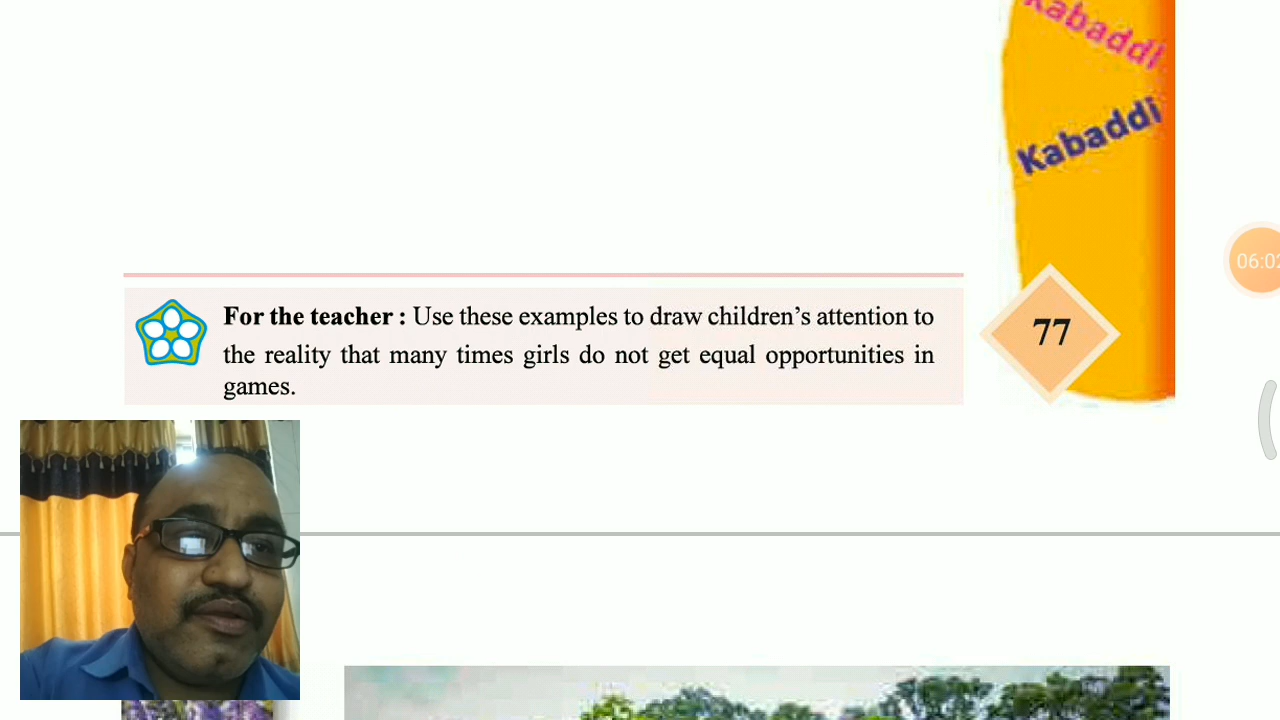 Kabaddi
Kabaddi
For the teacher : Use these examples to draw children’s attention to
the reality that many times girls do not get equal opportunities in
games.
77